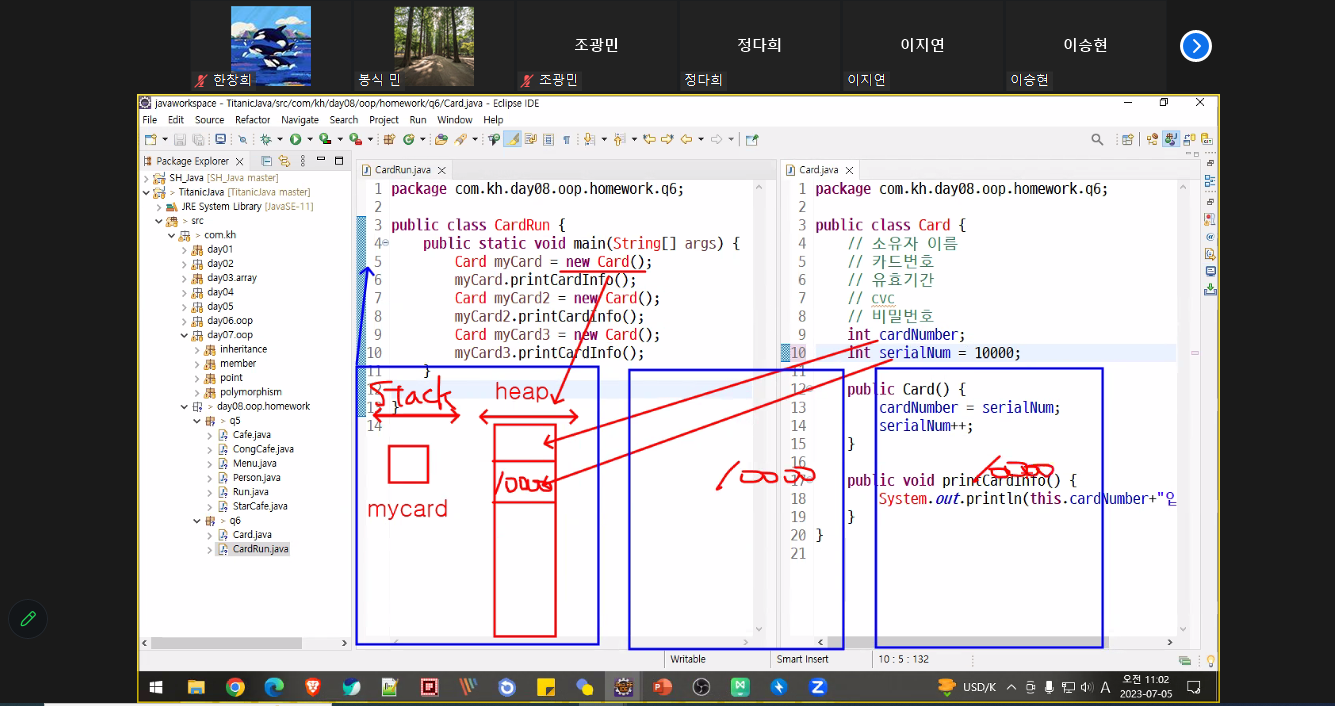 조광민
정다희
이지연
이승현
한창희
봉식 민
조광민
정다희
이지연
이승현
javaworkspace - TitanicJava/src/com/kh/day08/oop/homework/q6/Card.java - Eclipse IDE
File Edit Source Refactor Navigate Search Project Run Window Help
Package Explorer
SH_Java [SH_Java master]
> TitanicJava [TitanicJava master]
JRE System Library [JavaSE-11]
> src
> com.kh
> day01
> day02
> day03.array
> day04
> day05
> day06.oop
> day07.oop
> inheritance
> member
> point
> polymorphism
> day08.oop.homework
> q5
Cafe.java
CongCafe.java
Menu.java
Person.java
Run.java
StarCafe.java
> q6
Card.java
CardRun.java
CardRun.java
1 package com.kh.day08.oop.homework.q6;
2
3 public class CardRun {
4 public static void main(String[] args) {
5 Card myCard = new Card();
6 myCard.printCardInfo();
7 Card myCard2 = new Card();
8 myCard2.printCardInfo();
9 Card myCard3 = new Card();
10 myCard3.printCardInfo();
11 }
12
13 }
14
Stack
heap
10000
mycard
10000
Card.java
1 package com.kh.day08.oop.homework.q6;
2
3 public class Card {
4 // 소유자 이름
5 // 카드번호
6 // 유효기간
7 // cvc
8 // 비밀번호
9 int cardNumber;
10 int serialNum = 10000;
11
12 public Card() {
13 cardNumber = serialNum;
14 serialNum++;
15 }
16
17 public void printCardInfo() {
18 System.out.println(this.cardNumber+"입
19 }
20 }
21
10000
Writable
Smart Insert
10 : 5 : 132
USD/K
A
오전 11:02
2023-07-05